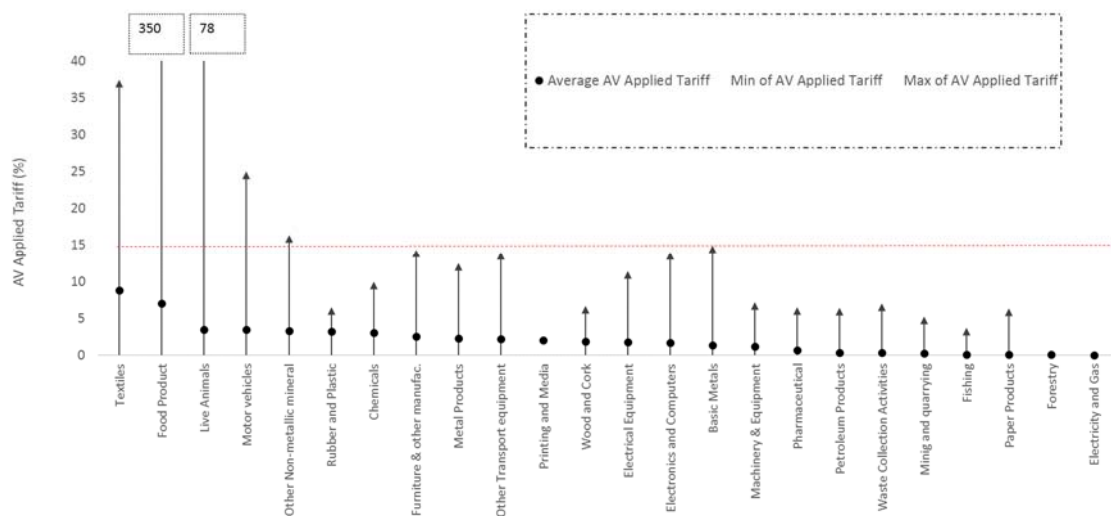 350
78
40
35
30
25
20
15
10
5
0
AV Applied Tariff (%)
Average AV Applied Tariff
Min of AV Applied Tariff
Max of AV Applied Tariff
Textiles
Food Product
Live Animals
Motor vehicles
Other Non-metallic mineral
Rubber and Plastic
Chemicals
Furniture & other manufac.
Metal Products
Other Transport equipment
Printing and Media
Wood and Cork
Electrical Equipment
Electronics and Computers
Basic Metals
Machinery & Equipment
Pharmaceutical
Petroleum Products
Waste Collection Activities
Minig and quarrying
Fishing
Paper Products
Forestry
Electricity and Gas